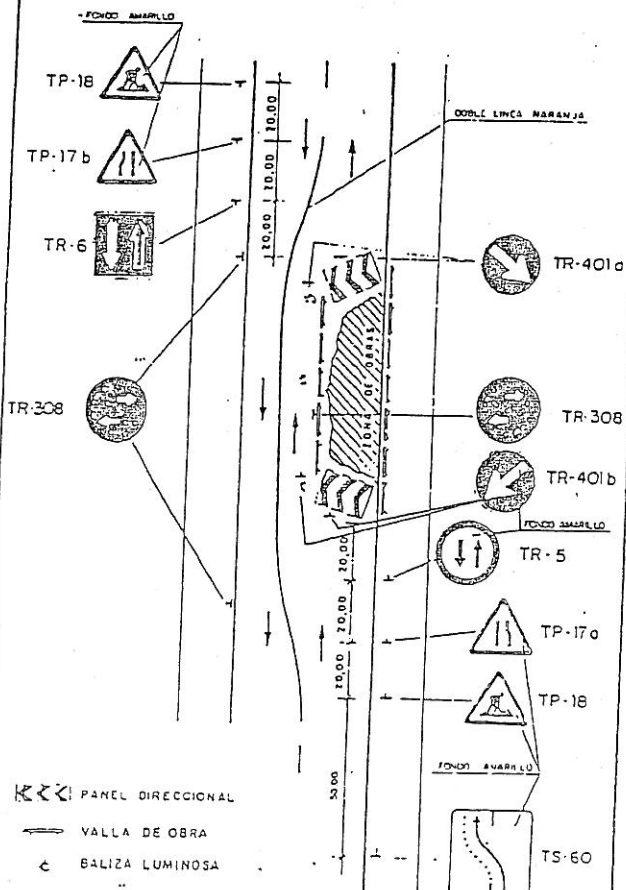 FONDO AMARILLO
TP-18
TP-17b
TR-6
TR-308
20,00
20,00
20,00
DOBLE LINEA NARANJA
TR-401a
ZONA DE OBRAS
TR-308
TR-401b
FONDO AMARILLO
TR-5
20,00
20,00
20,00
TP-17a
TP-18
FONDO AMARILLO
50,00
TS-60
PANEL DIRECCIONAL
VALLA DE OBRA
BALIZA LUMINOSA